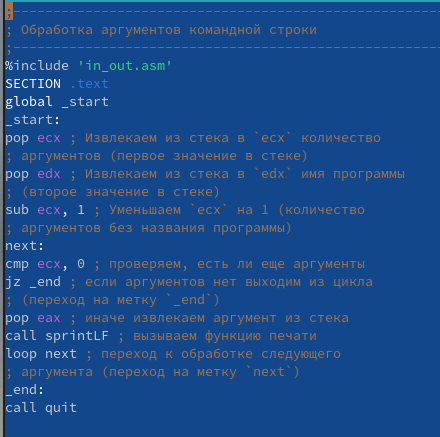 ;--------------------------------------------------------
; Обработка аргументов командной строки
;--------------------------------------------------------
%include 'in_out.asm'
SECTION .text
global _start
_start:
pop ecx ; Извлекаем из стека в `ecx` количество
; аргументов (первое значение в стеке)
pop edx ; Извлекаем из стека в `edx` имя программы
; (второе значение в стеке)
sub ecx, 1 ; Уменьшаем `ecx` на 1 (количество
; аргументов без названия программы)
next:
cmp ecx, 0 ; проверяем, есть ли еще аргументы
jz _end ; если аргументов нет выходим из цикла
; (переход на метку `_end`)
pop eax ; иначе извлекаем аргумент из стека
call sprintLF ; вызываем функцию печати
loop next ; переход к обработке следующего
; аргумента (переход на метку `next`)
_end:
call quit